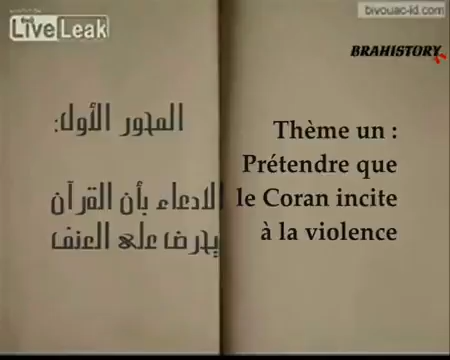 LiveLeak
bivouac-id.com
BRAHISTORY
المحور الأول:
الادعاء بأن القرآن
يحرض على العنف
Thème un :
Prétendre que
le Coran incite
à la violence